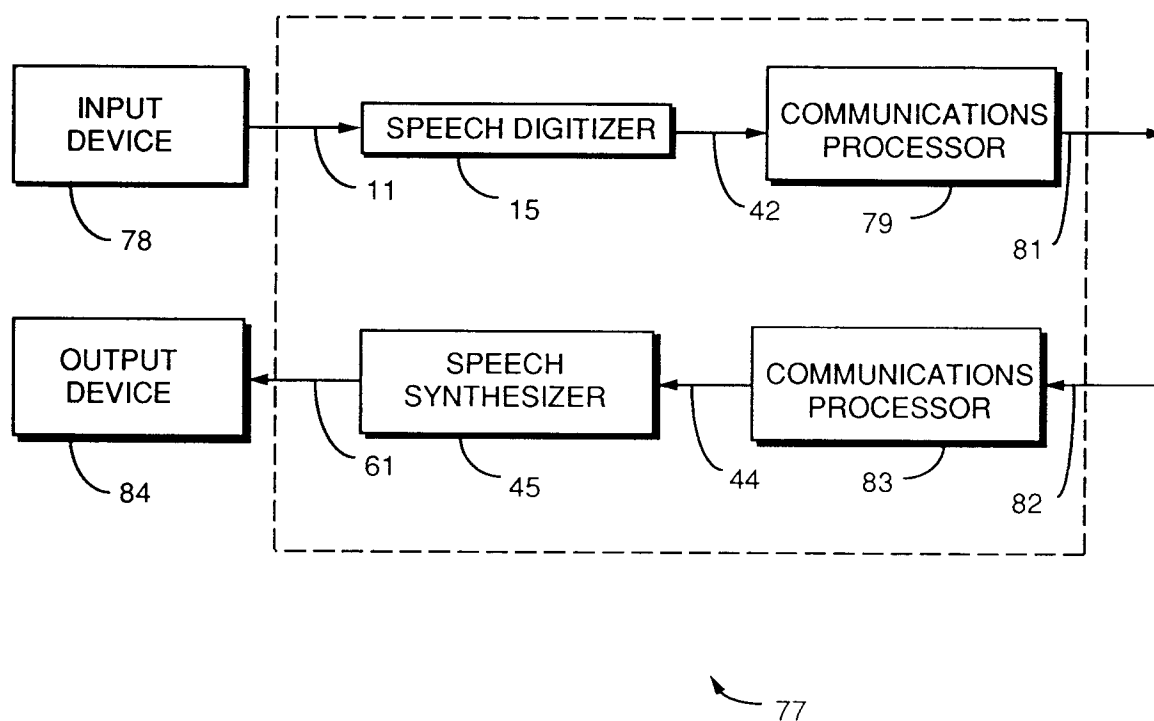 INPUT
DEVICE
SPEECH DIGITIZER
COMMUNICATIONS
PROCESSOR
78
11
15
42
79
81
OUTPUT
DEVICE
SPEECH
SYNTHESIZER
COMMUNICATIONS
PROCESSOR
84
61
45
44
83
82
77